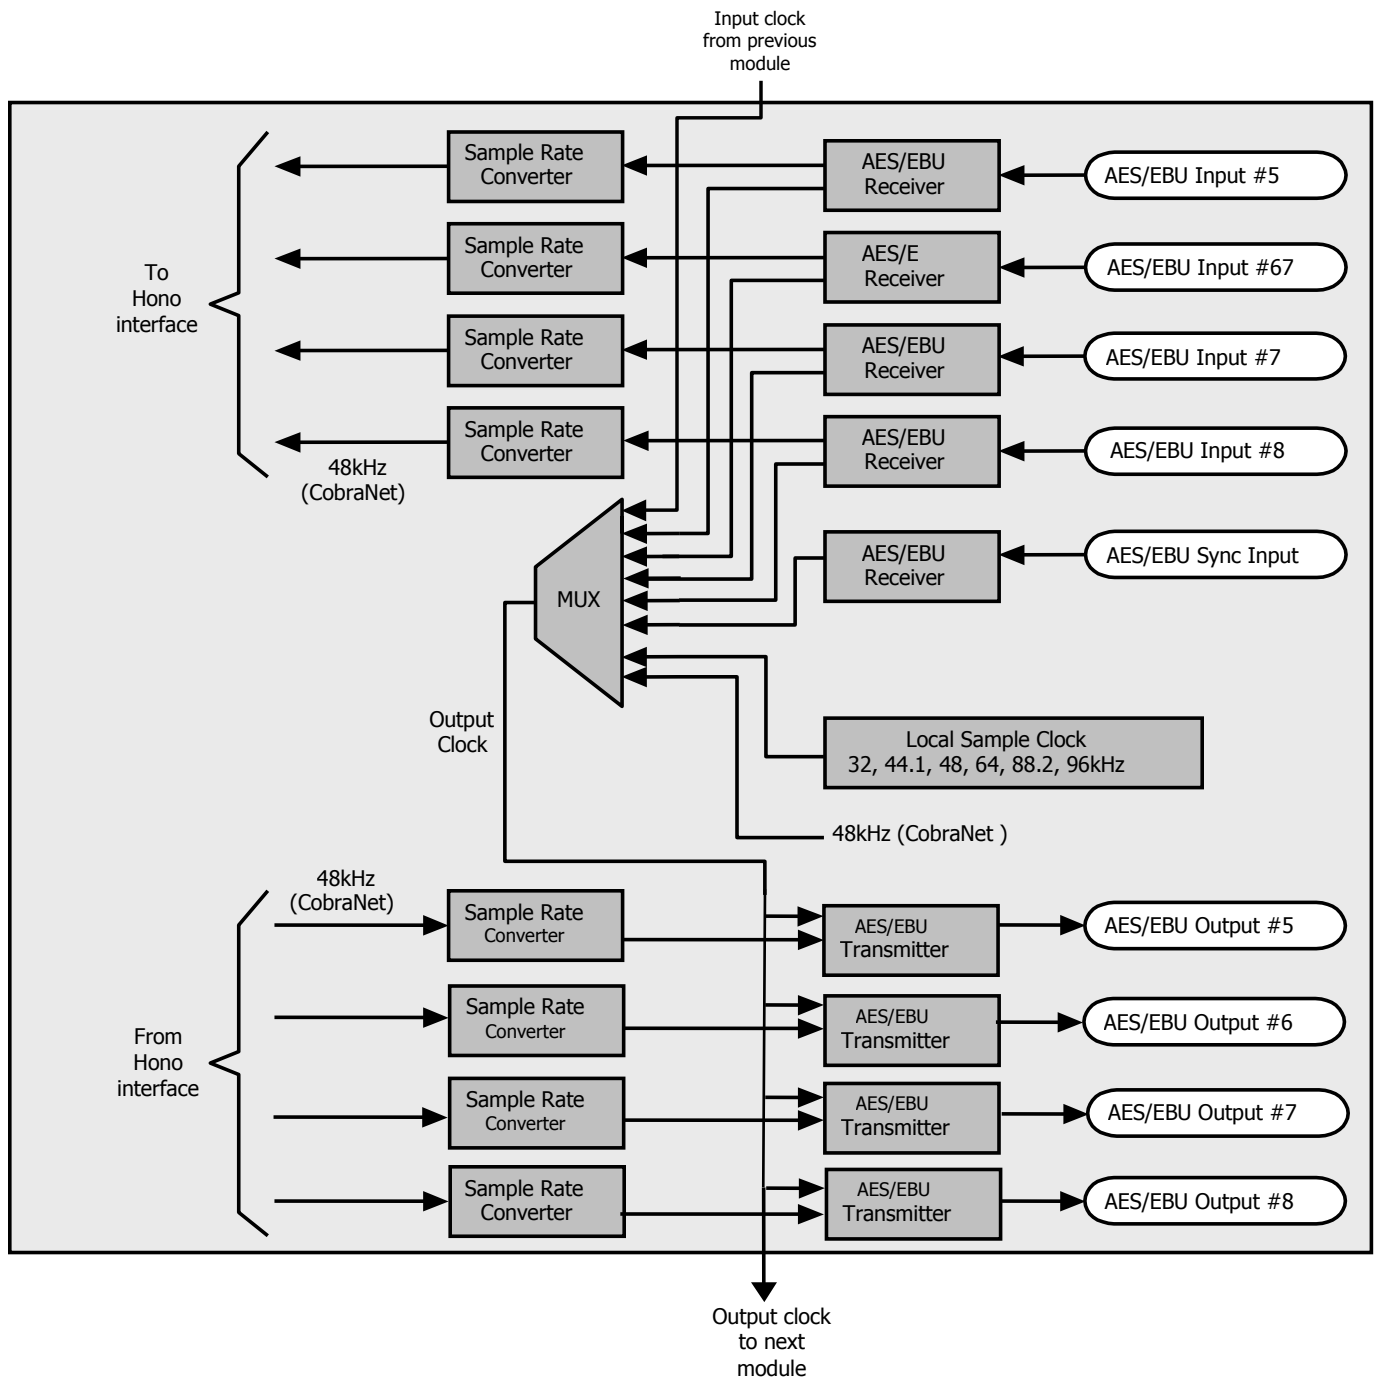 Input clock
from previous
module
Sample Rate
Converter
AES/EBU
Receiver
AES/EBU Input #5
Sample Rate
Converter
AES/E
Receiver
AES/EBU Input #67
To
Hono
interface
Sample Rate
Converter
AES/EBU
Receiver
AES/EBU Input #7
Sample Rate
Converter
AES/EBU
Receiver
AES/EBU Input #8
48kHz
(CobraNet)
AES/EBU
Receiver
AES/EBU Sync Input
MUX
Output
Clock
Local Sample Clock
32, 44.1, 48, 64, 88.2, 96kHz
48kHz (CobraNet )
48kHz
(CobraNet)
Sample Rate
Converter
AES/EBU
Transmitter
AES/EBU Output #5
Sample Rate
Converter
AES/EBU
Transmitter
AES/EBU Output #6
From
Hono
interface
Sample Rate
Converter
AES/EBU
Transmitter
AES/EBU Output #7
Sample Rate
Converter
AES/EBU
Transmitter
AES/EBU Output #8
Output clock
to next
module